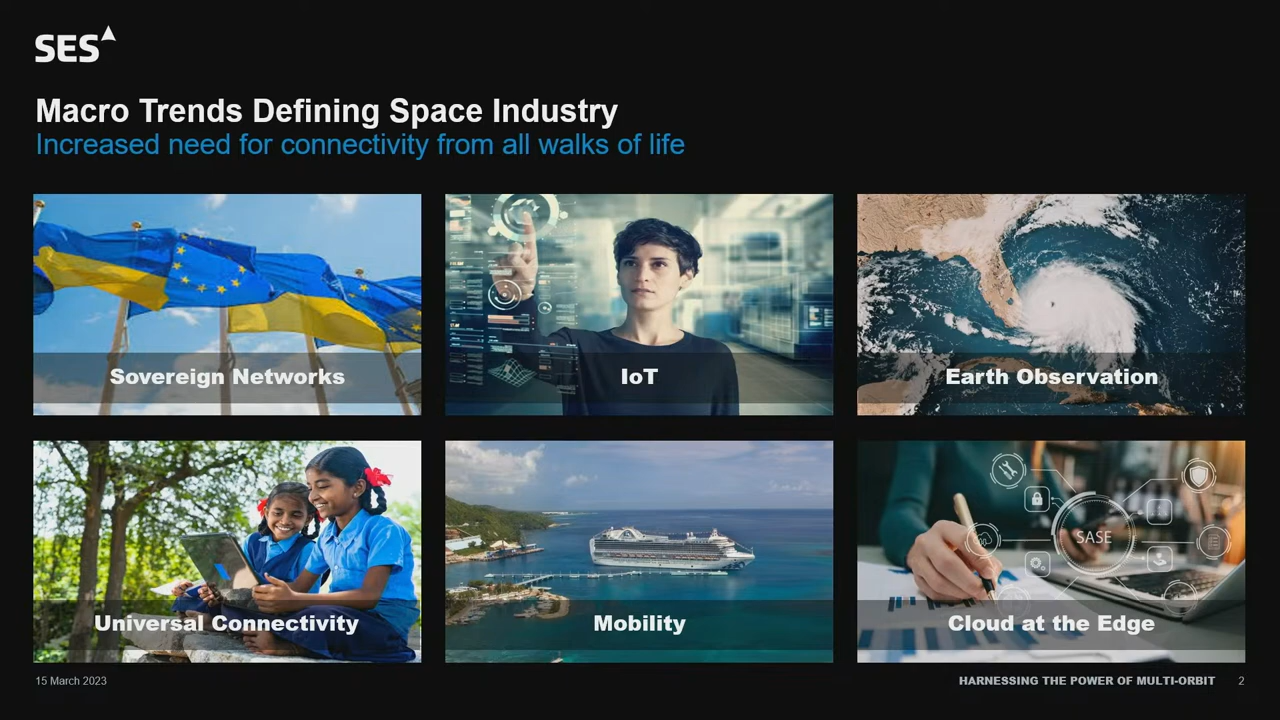 SES
Macro Trends Defining Space Industry
Increased need for connectivity from all walks of life
Sovereign Networks
IoT
Earth Observation
SASE
Universal Connectivity
Mobility
Cloud at the Edge
15 March 2023
HARNESSING THE POWER OF MULTI-ORBIT 2